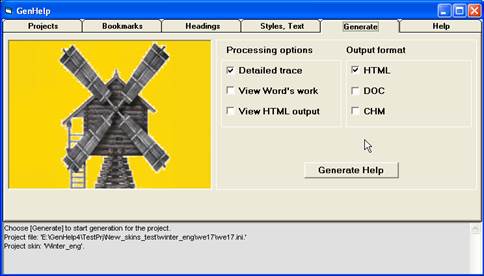 GenHelp
Projects
Bookmarks
Headings
Styles, Text
Generate
Help
Processing options
Output format
Detailed trace
HTML
View Word's work
DOC
View HTML output
CHM
Generate Help
Choose [Generate] to start generation for the project.
Project file: 'E:\GenHelp4\TestPrj\New_skins_test\winter_eng\we17\we17.ini.'
Project skin: 'Winter_eng'.